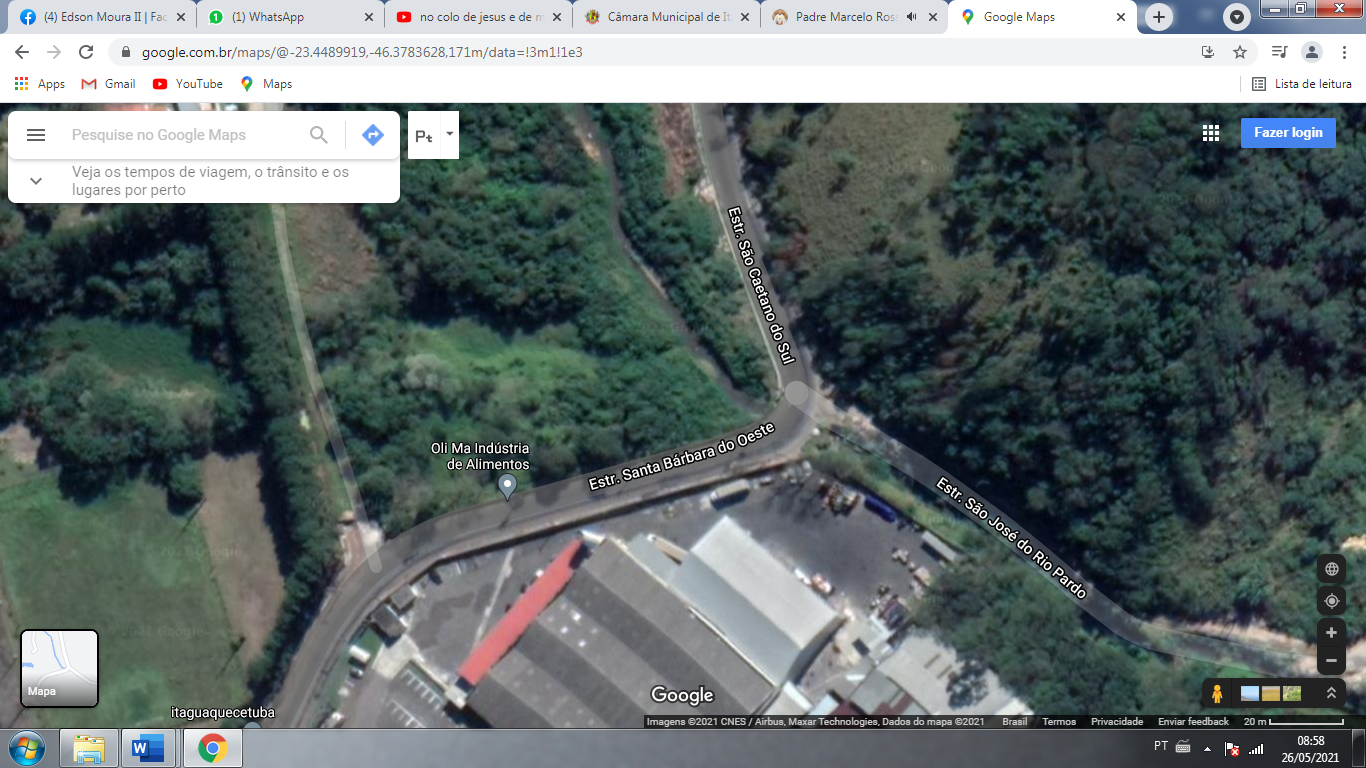 (4) Edson Moura II | Fac
(1) WhatsApp
no colo de jesus e de m
Câmara Municipal de It
Padre Marcelo Ross
Google Maps
google.com.br/maps/@-23.4489919,-46.3783628,171m/data=!3m1!1e3
Apps
Gmail
YouTube
Maps
Lista de leitura
Pesquise no Google Maps
Pt
Fazer login
Veja os tempos de viagem, o trânsito e os
lugares por perto
Estr. São Caetano do Sul
Oli Ma Indústria
de Alimentos
Estr. Santa Bárbara do Oeste
Estr. São José do Rio Pardo
Mapa
itaguaquecetuba
Google
Imagens ©2021 CNES / Airbus, Maxar Technologies, Dados do mapa ©2021
Brasil
Termos
Privacidade
Enviar feedback
20 m
W
PT
08:58
26/05/2021